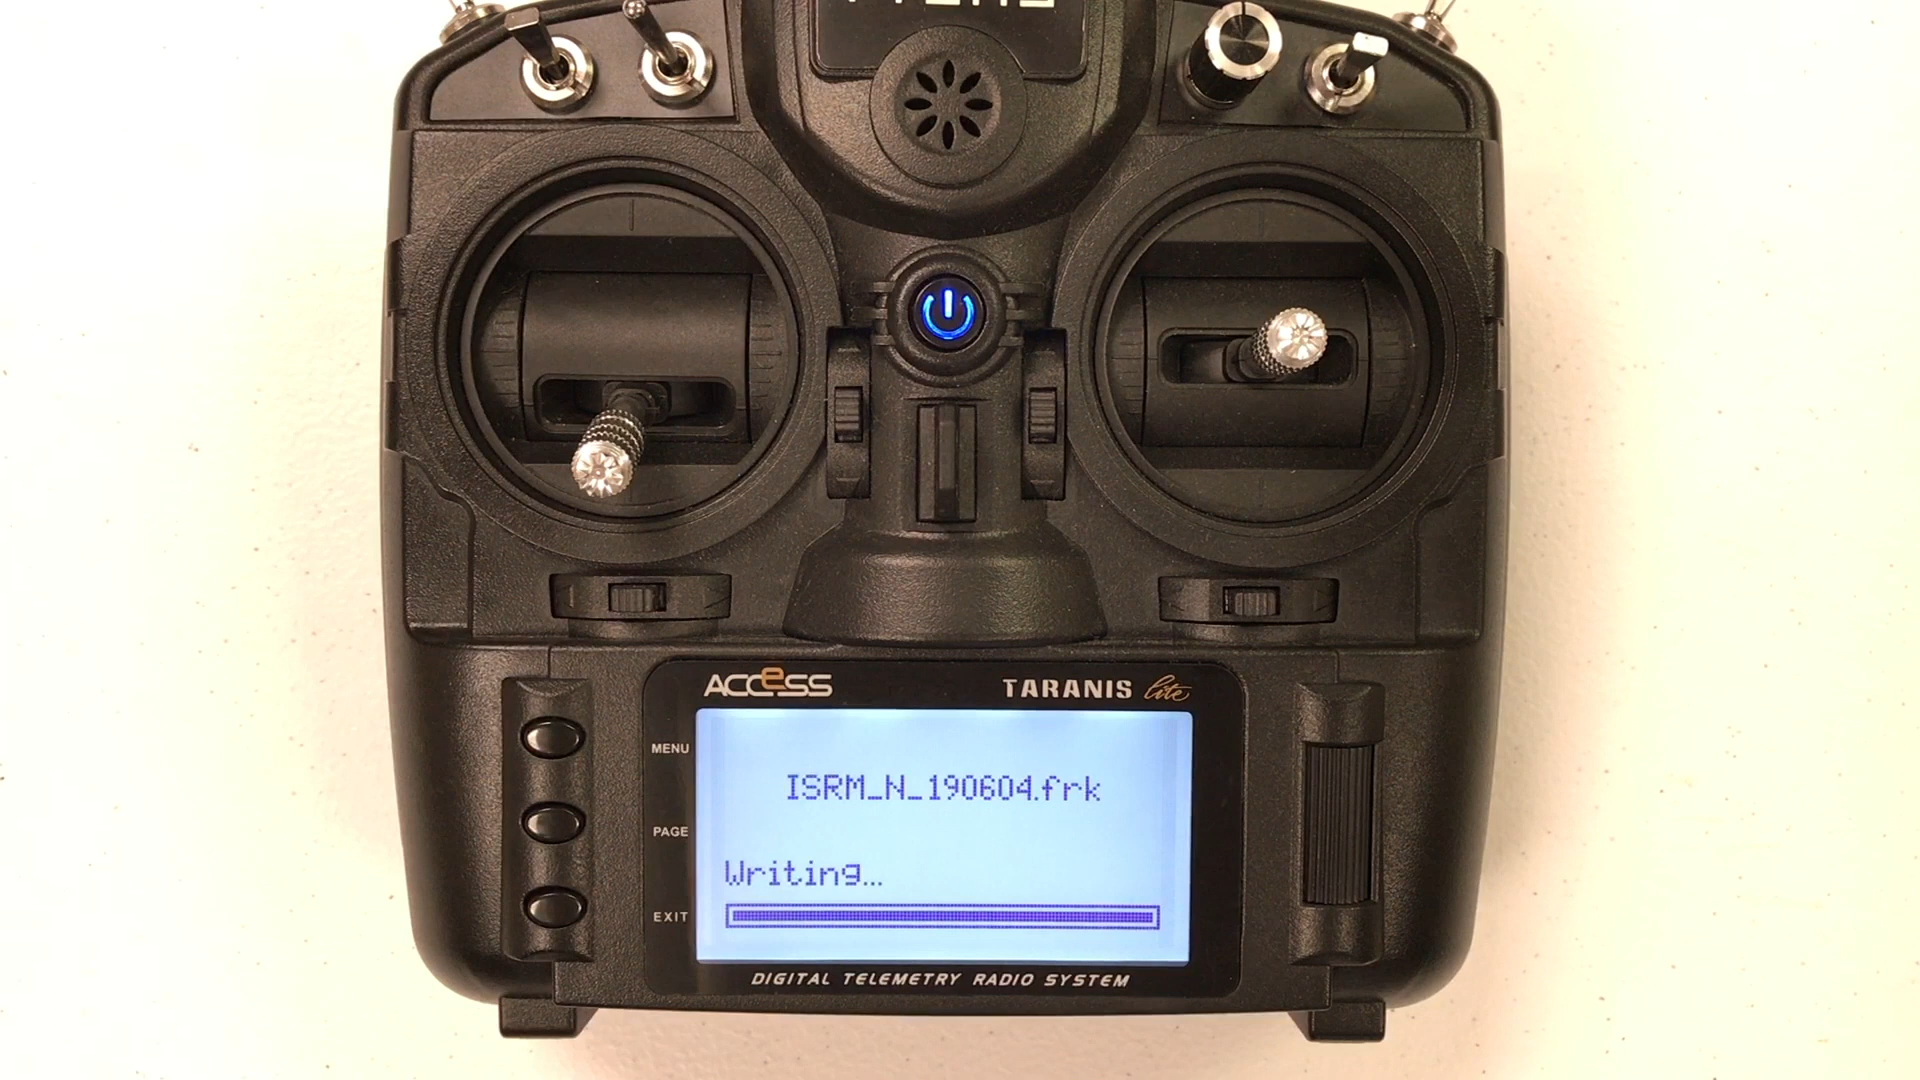 ACCeSS
TARANIS lite
MENU
ISRM_N_190604.frk
PAGE
Writing...
EXIT
DIGITAL TELEMETRY RADIO SYSTEM